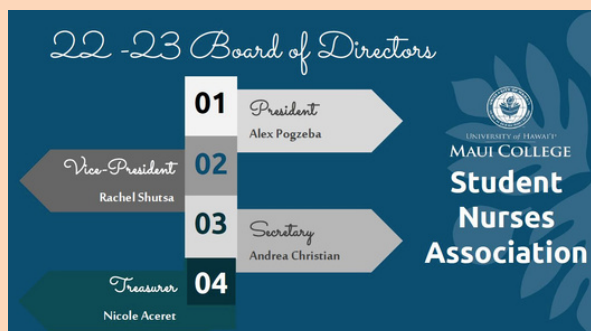 22 -23 Board of Directors
01
President
Alex Pogzeba
Vice-President
02
Rachel Shutsa
03
Secretary
Andrea Christian
Treasurer
04
Nicole Aceret
UNIVERSITY of HAWAI'I®
MAUI COLLEGE
Student
Nurses
Association